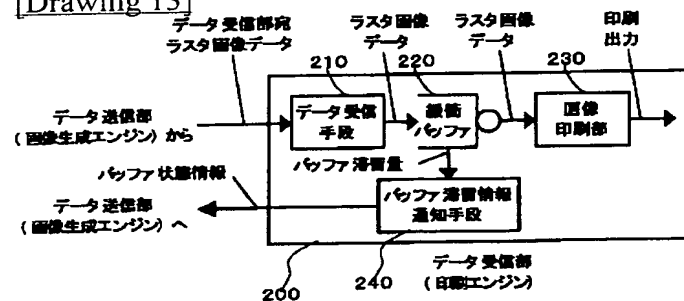 [Drawing 13]
データ受信部宛
ラスタ画像データ
ラスタ画像
データ
ラスタ画像
データ
印刷
出力
210
220
230
データ送信部
(画像生成エンジン) から
データ受信
手段
緩衝
バッファ
画像
印刷部
バッファ溜留量
バッファ状態情報
データ送信部
(画像生成エンジン) へ
バッファ溜留情報
通知手段
200
240
データ受信部
(印刷エンジン)